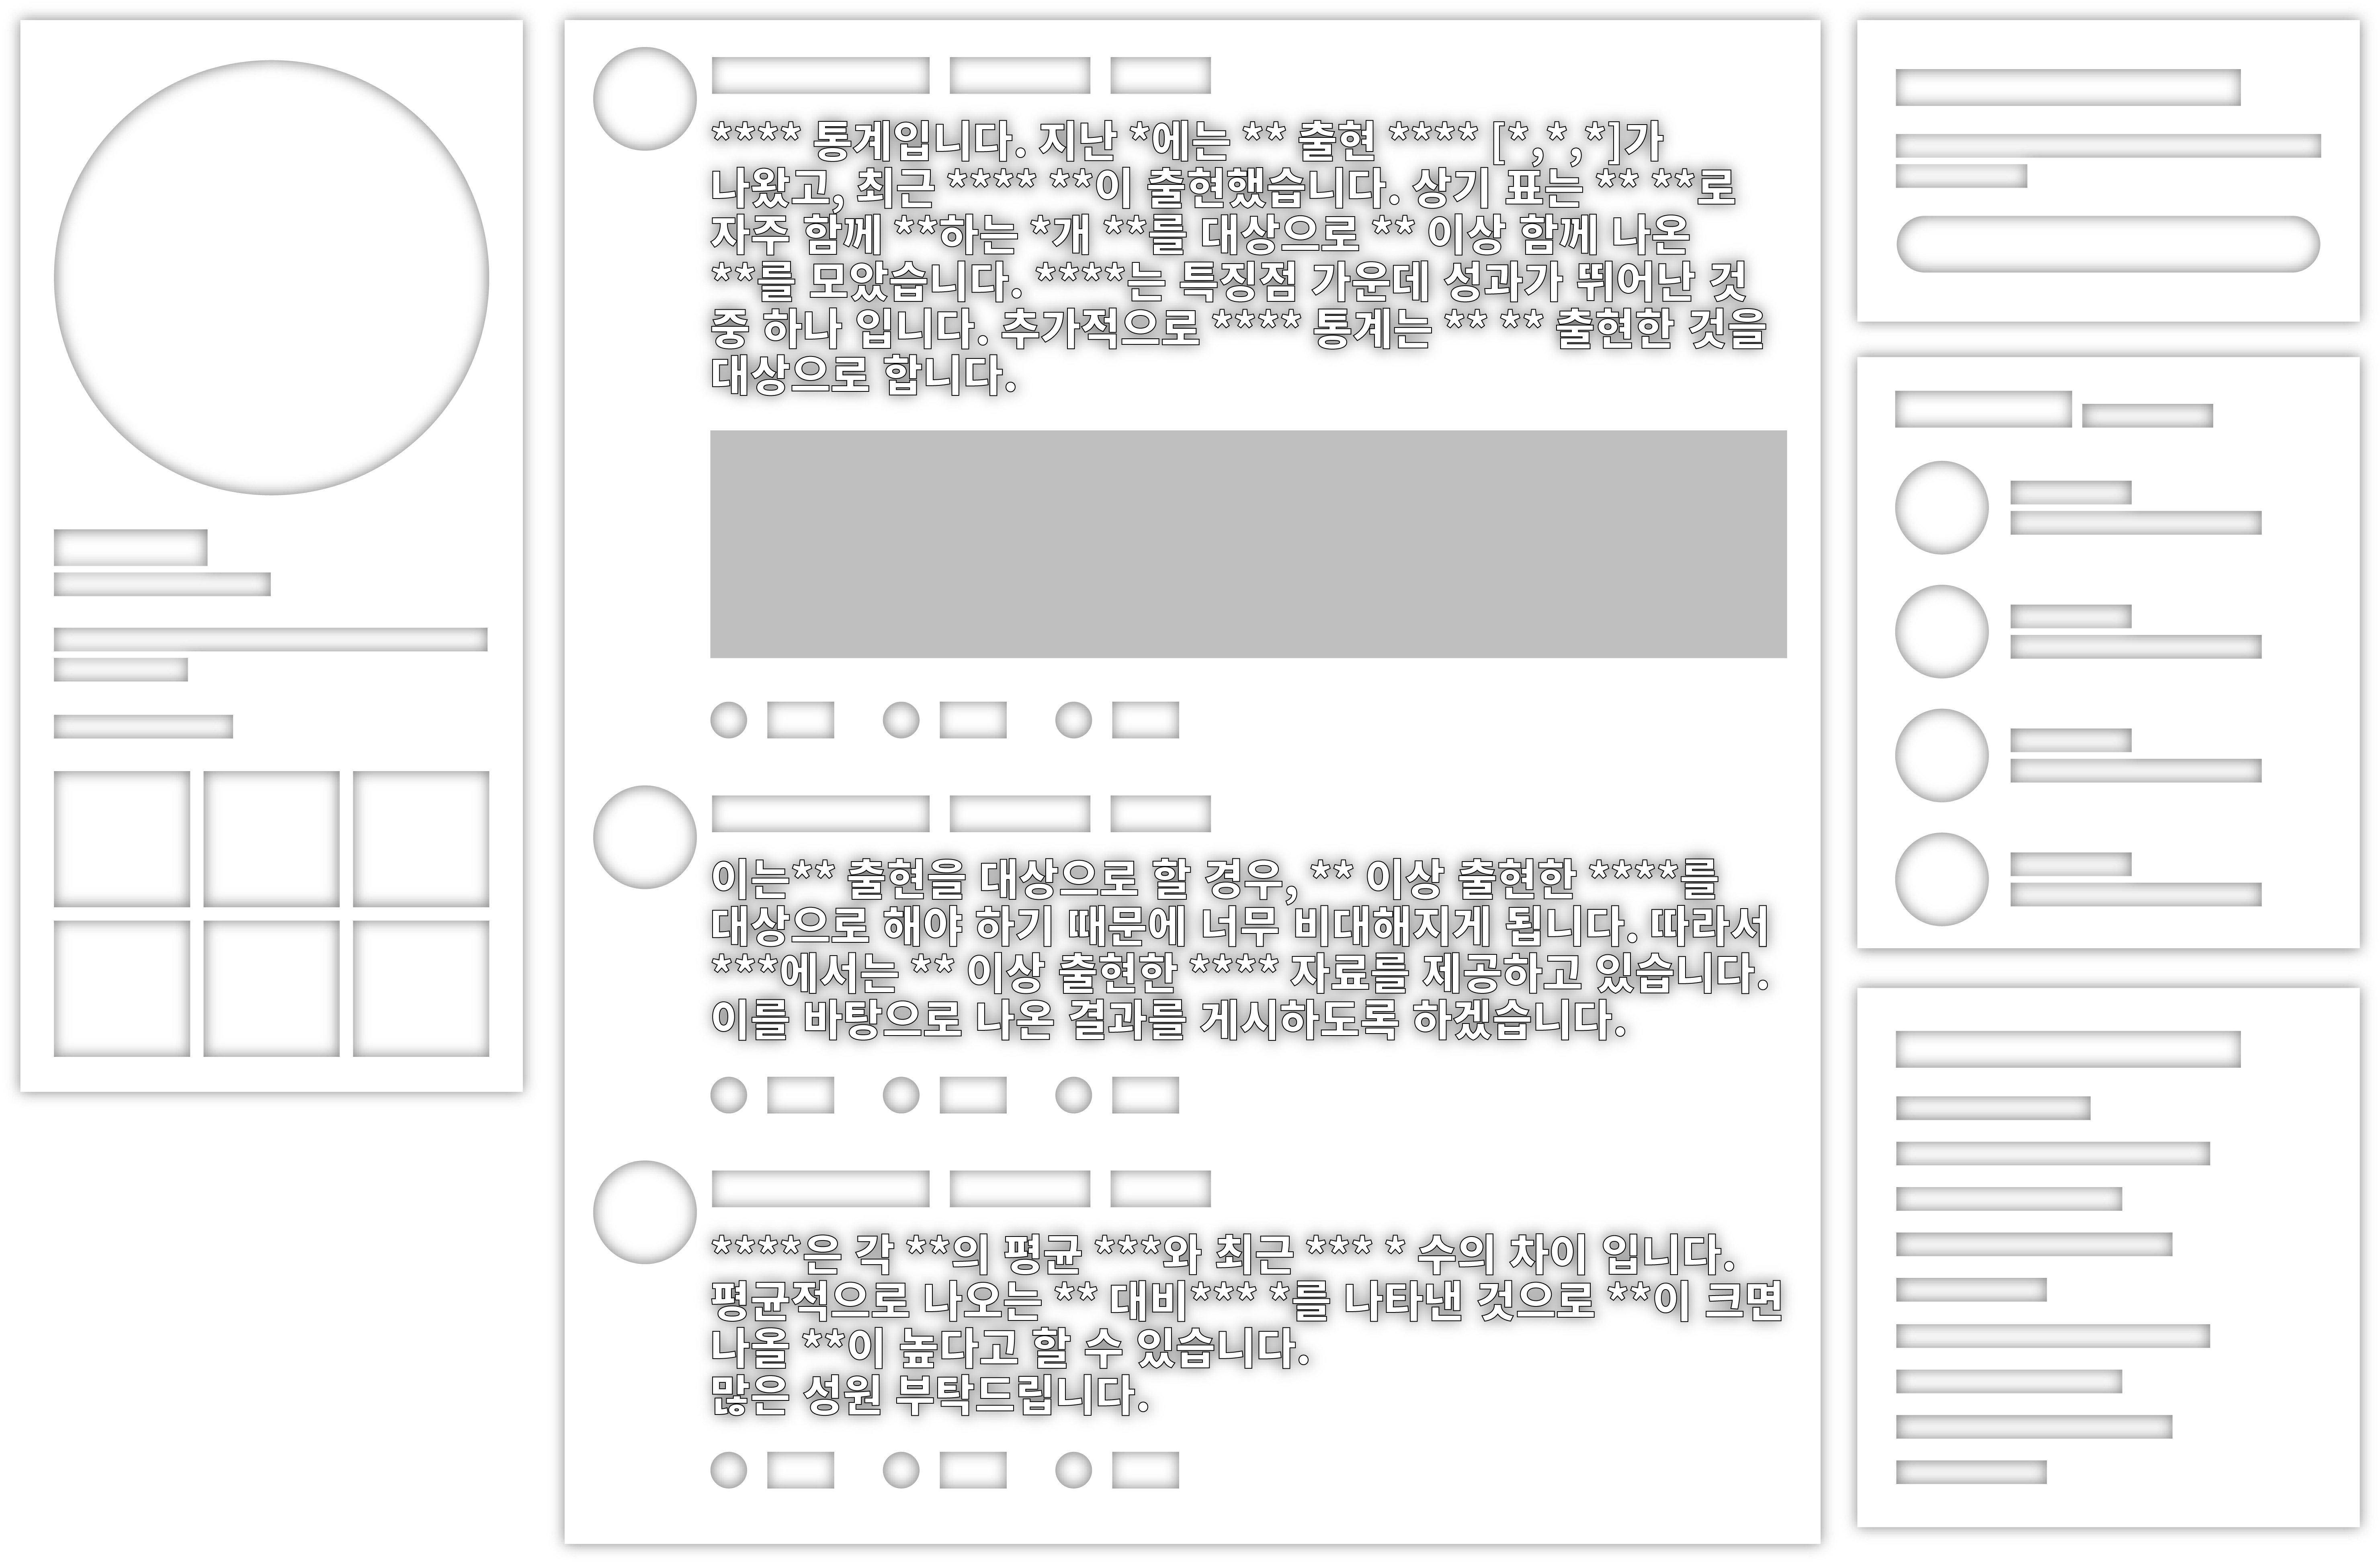 **** 통계입니다. 지난 *에는 ** 출현 **** [*,*,*]가
나왔고, 최근 **** **이 출현했습니다. 상기 표는 ** **로
자주 함께 **하는 *개 **를 대상으로 ** 이상 함께 나온
**를 모았습니다. ****는 특징점 가운데 성과가 뛰어난 것
중 하나 입니다. 추가적으로 **** 통계는 ** ** 출현한 것을
대상으로 합니다.
이는** 출현을 대상으로 할 경우, ** 이상 출현한 ****를
대상으로 해야 하기 때문에 너무 비대해지게 됩니다. 따라서
***에서는 ** 이상 출현한 **** 자료를 제공하고 있습니다.
이를 바탕으로 나온 결과를 게시하도록 하겠습니다.
****은 각 **의 평균 ***와 최근 *** * 수의 차이 입니다.
평균적으로 나오는 ** 대비*** *를 나타낸 것으로 **이 크면
나올 **이 높다고 할 수 있습니다.
많은 성원 부탁드립니다.